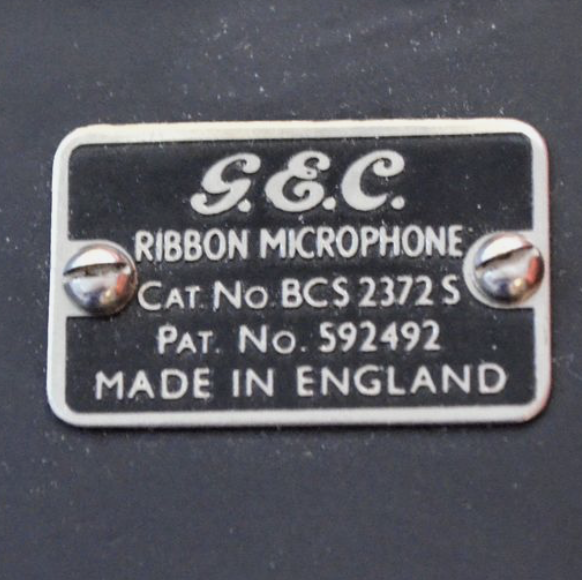 G.E.C.
RIBBON MICROPHONE
CAT. NO. BCS 2372 S
PAT. NO. 592492
MADE IN ENGLAND